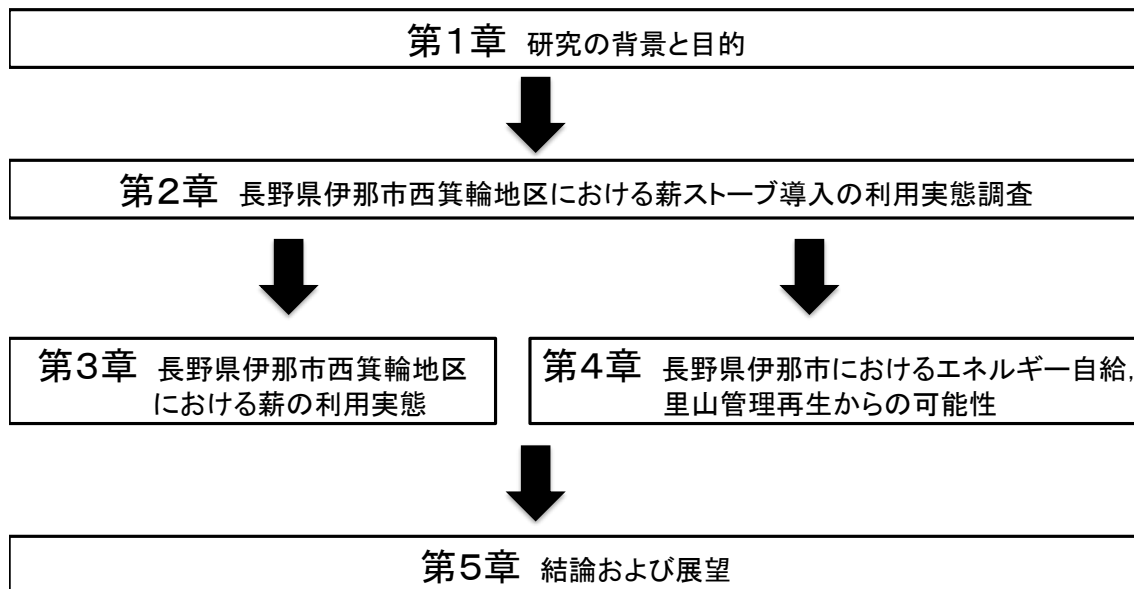 第1章 研究の背景と目的
第2章 長野県伊那市西箕輪地区における薪ストーブ導入の利用実態調査
第3章 長野県伊那市西箕輪地区
における薪の利用実態
第4章 長野県伊那市におけるエネルギー自給,
里山管理再生からの可能性
第5章 結論および展望